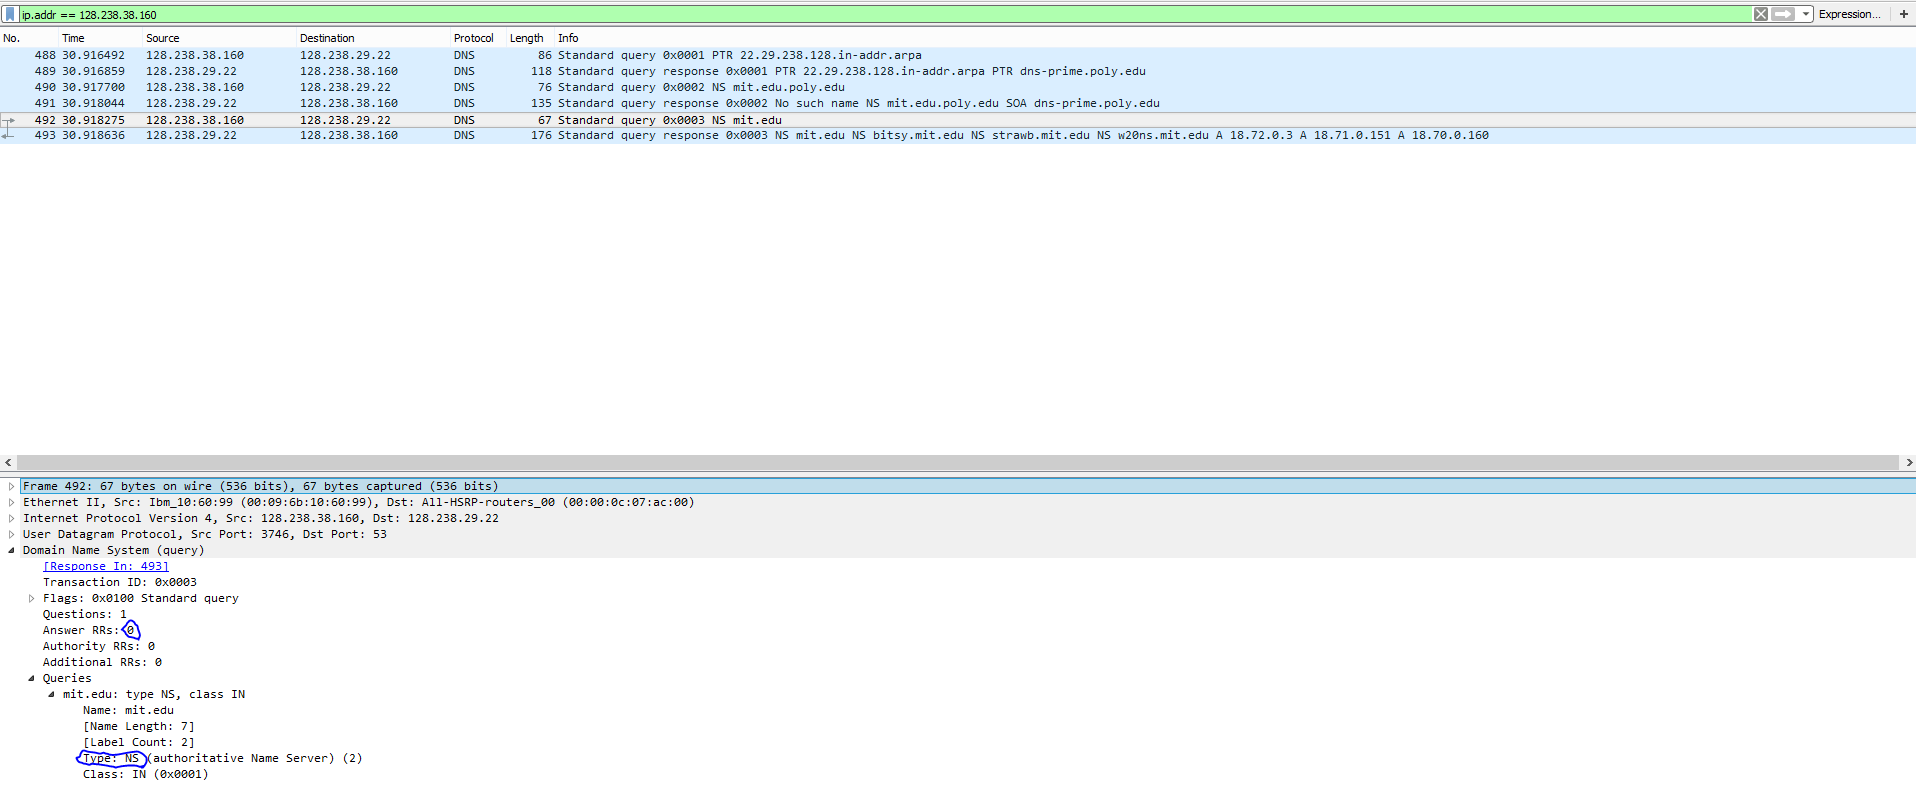 ip.addr == 128.238.38.160 Expression... +
No. Time Source Destination Protocol Length Info
488 30.916492 128.238.38.160 128.238.29.22 DNS 86 Standard query 0x0001 PTR 22.29.238.128.in-addr.arpa
489 30.916859 128.238.29.22 128.238.38.160 DNS 118 Standard query response 0x0001 PTR 22.29.238.128.in-addr.arpa PTR dns-prime.poly.edu
490 30.917700 128.238.38.160 128.238.29.22 DNS 76 Standard query 0x0002 NS mit.edu.poly.edu
491 30.918044 128.238.29.22 128.238.38.160 DNS 135 Standard query response 0x0002 No such name NS mit.edu.poly.edu SOA dns-prime.poly.edu
492 30.918275 128.238.38.160 128.238.29.22 DNS 67 Standard query 0x0003 NS mit.edu
493 30.918636 128.238.29.22 128.238.38.160 DNS 176 Standard query response 0x0003 NS mit.edu NS bitsy.mit.edu NS strawb.mit.edu NS w20ns.mit.edu A 18.72.0.3 A 18.71.0.151 A 18.70.0.160
Frame 492: 67 bytes on wire (536 bits), 67 bytes captured (536 bits)
Ethernet II, Src: Ibm_10:60:99 (00:09:6b:10:60:99), Dst: All-HSRP-routers_00 (00:00:0c:07:ac:00)
Internet Protocol Version 4, Src: 128.238.38.160, Dst: 128.238.29.22
User Datagram Protocol, Src Port: 3746, Dst Port: 53
Domain Name System (query)
[Response In: 493]
Transaction ID: 0x0003
Flags: 0x0100 Standard query
Questions: 1
Answer RRs: 0
Authority RRs: 0
Additional RRs: 0
Queries
mit.edu: type NS, class IN
Name: mit.edu
[Name Length: 7]
[Label Count: 2]
Type: NS (authoritative Name Server) (2)
Class: IN (0x0001)